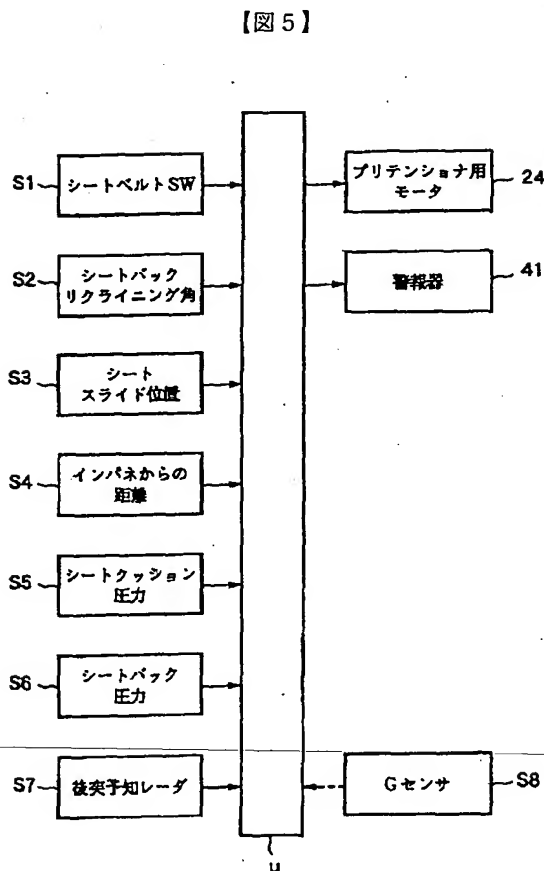 【図5】
S1
シートベルトSW
プリテンショナ用
モータ
24
S2
シートバック
リクライニング角
警報器
41
S3
シート
スライド位置
S4
インパネからの
距離
S5
シートクッション
圧力
S6
シートバック
圧力
S7
後突予知レーダ
Gセンサ
S8
U